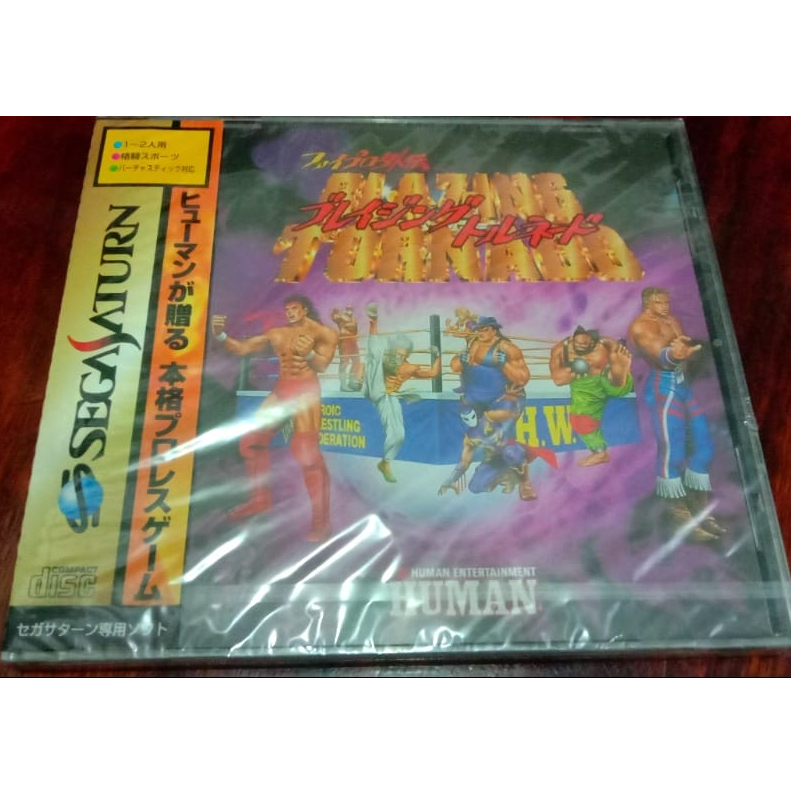 1~2人用
格闘スポーツ
バーチャスティック対応
SEGA SATURN
COMPACT
disc
セガサターン専用ソフト
ヒューマンが贈る 本格プロレスゲーム
ファイプロ外伝
BLAZING
ブレイジングトルネード
TORNADO
ROIC
ESTLING
DERATION
H.W.
HUMAN ENTERTAINMENT
HUMAN